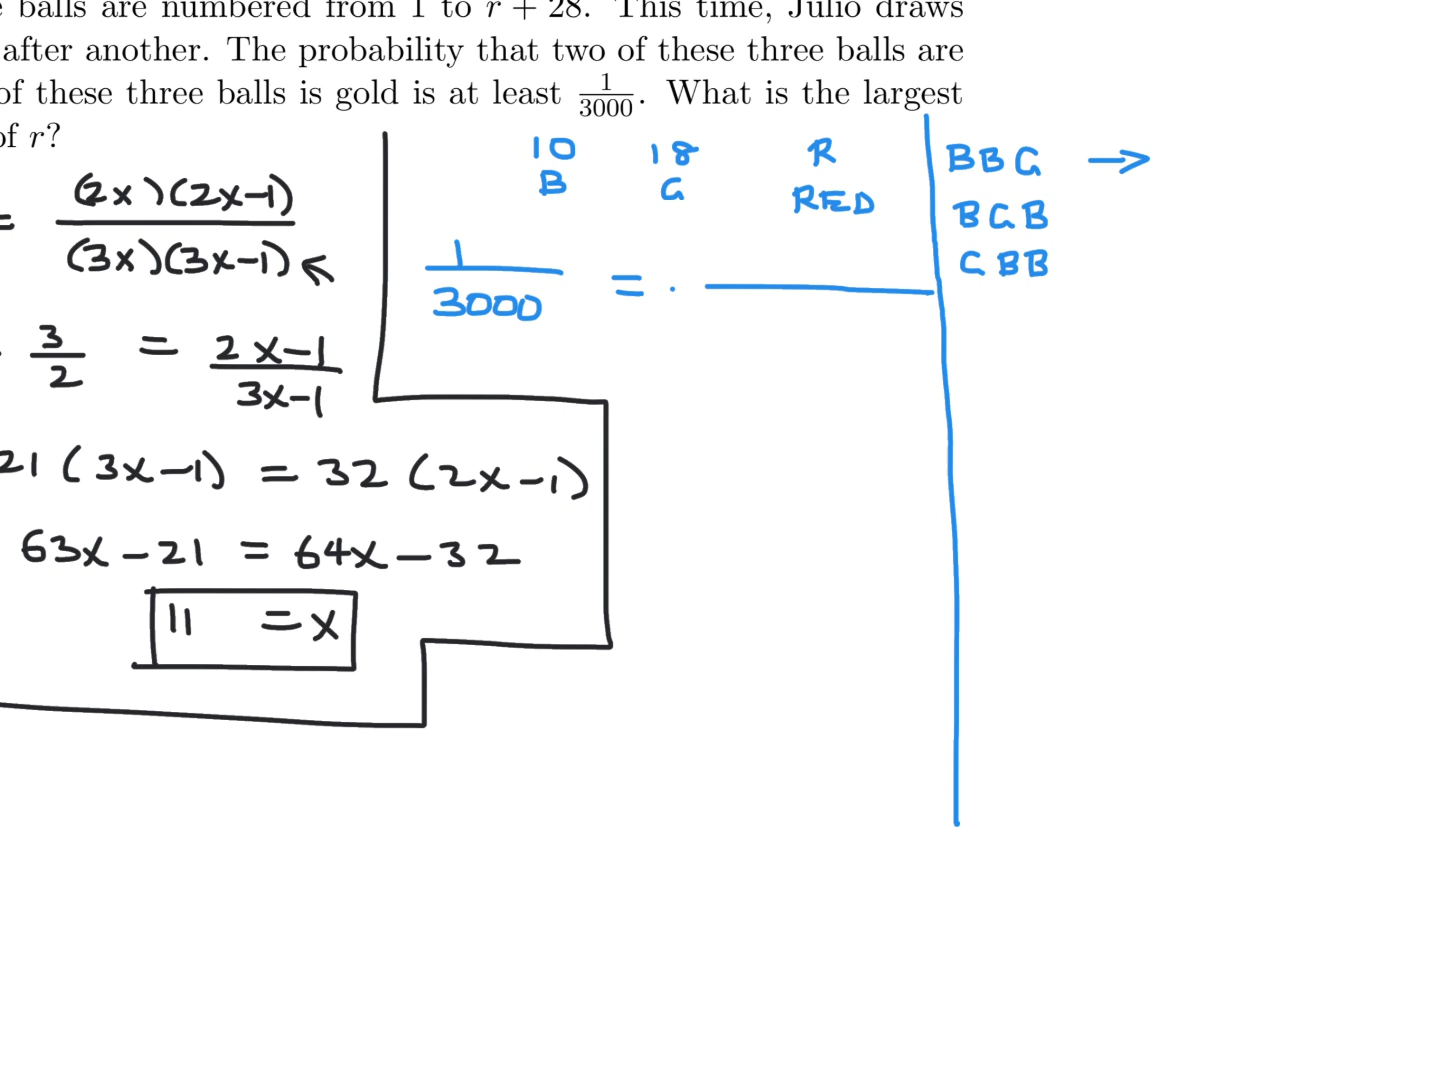 balls are numbered from 1 to r + 28. This time, Julio draws
after another. The probability that two of these three balls are
of these three balls is gold is at least 1/3000. What is the largest
of r?
10 18 R
B G RED
BBG →
BGB
GBB
= (2x)(2x-1)
(3x)(3x-1)
1/3000 = .
3/2 = 2x-1
3x-1
21(3x-1) = 32(2x-1)
63x-21 = 64x-32
11 = x